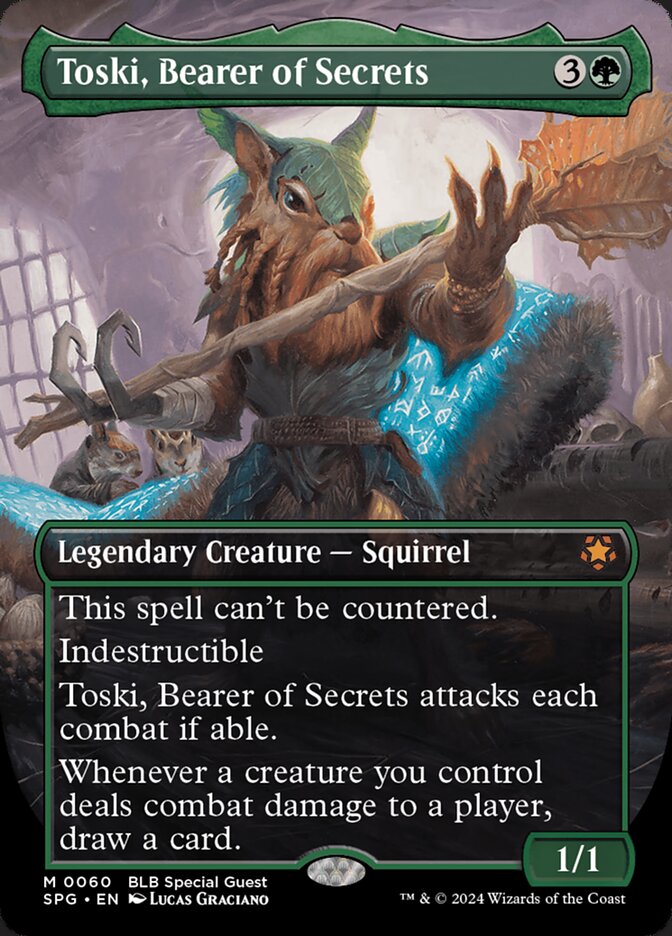 Toski, Bearer of Secrets 3
Legendary Creature — Squirrel
This spell can't be countered.
Indestructible
Toski, Bearer of Secrets attacks each
combat if able.
Whenever a creature you control
deals combat damage to a player,
draw a card.
1/1
M 0060 BLB Special Guest
SPG • EN Lucas Graciano
™ & © 2024 Wizards of the Coast